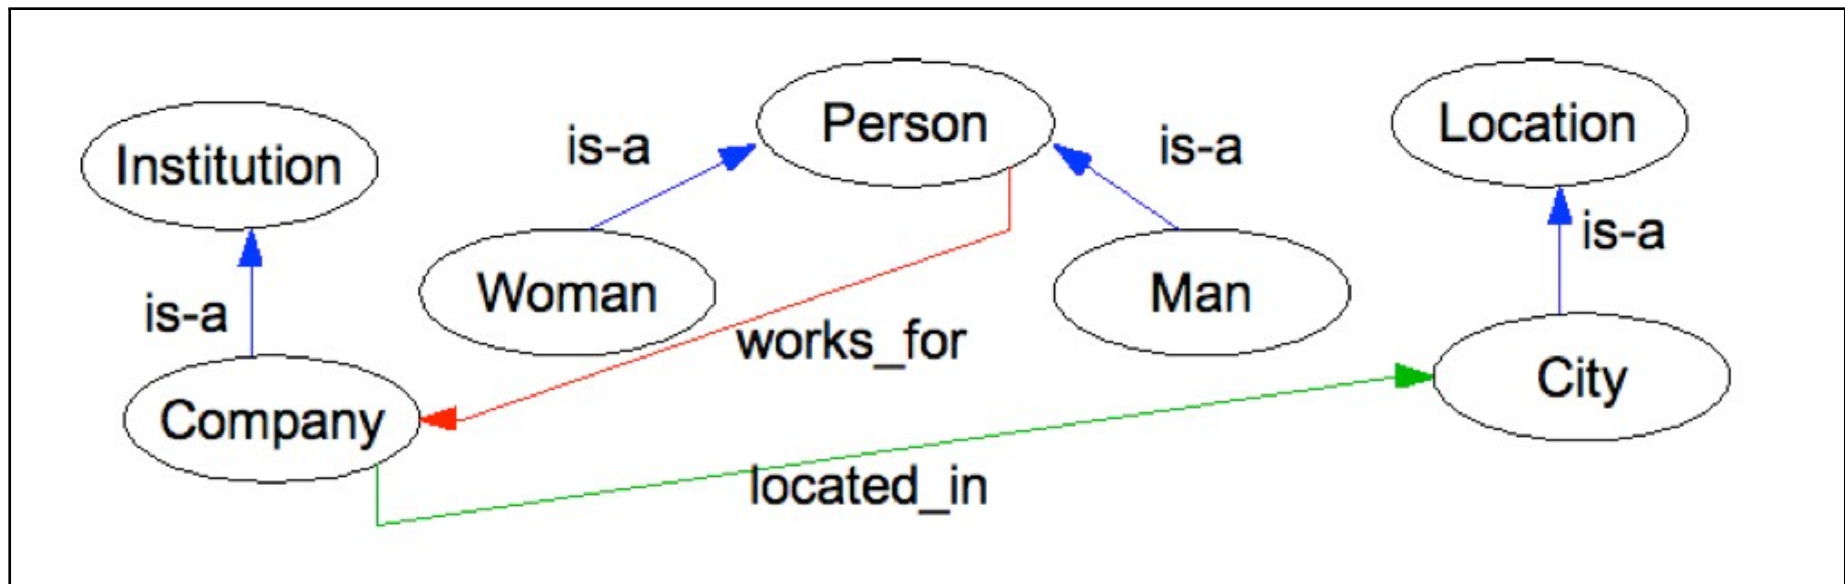 Person
Location
is-a
is-a
Institution
is-a
Woman
Man
is-a
works_for
City
Company
located_in